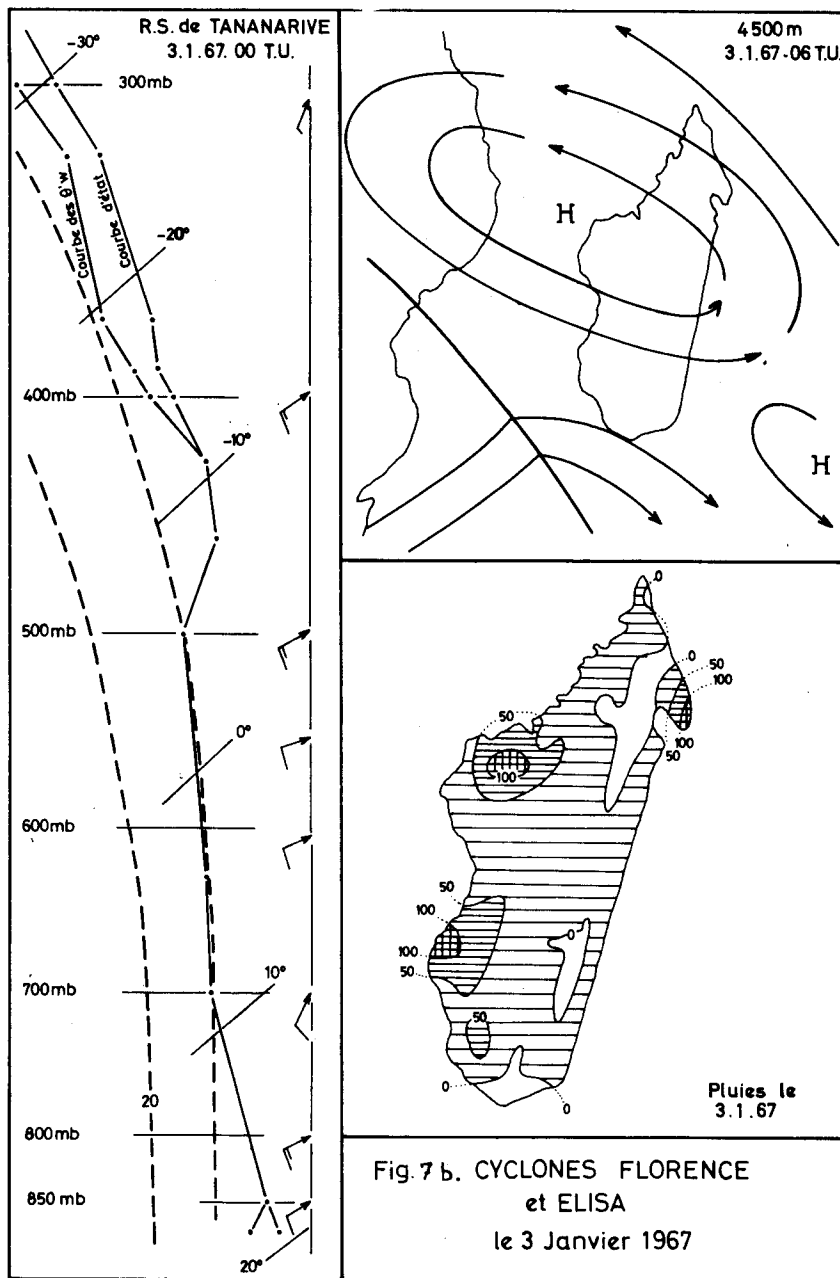 R.S. de TANANARIVE
3.1.67. 00 T.U.
-30°
300mb
Courbe des θ'w
Courbe d'état
-20°
400mb
-10°
500mb
0°
600mb
10°
700mb
20
800mb
850mb
20°
4500m
3.1.67-06 T.U.
H
H
0
0
50
100
50
100
100
50
50
100
0
100
50
50
0
0
Pluies le
3.1.67
Fig. 7b. CYCLONES FLORENCE
et ELISA
le 3 Janvier 1967